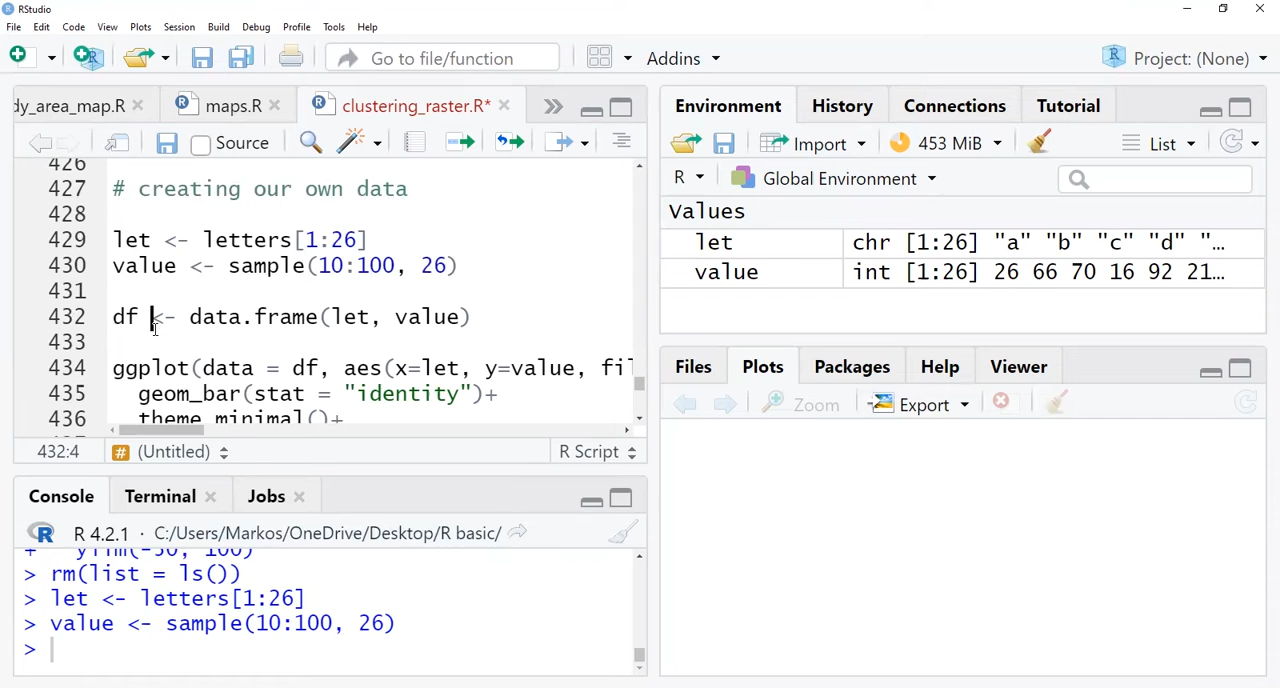 RStudio
File Edit Code View Plots Session Build Debug Profile Tools Help
Go to file/function Addins Project: (None)
dy_area_map.R maps.R clustering_raster.R*
Source
426
427 # creating our own data
428
429 let <- letters[1:26]
430 value <- sample(10:100, 26)
431
432 df <- data.frame(let, value)
433
434 ggplot(data = df, aes(x=let, y=value, fil
435 geom_bar(stat = "identity")+
436 theme_minimal()+
432:4 # (Untitled) R Script
Console Terminal Jobs
R R 4.2.1 · C:/Users/Markos/OneDrive/Desktop/R basic/
+ ylim(-50, 100)
> rm(list = ls())
> let <- letters[1:26]
> value <- sample(10:100, 26)
>
Environment History Connections Tutorial
Import 453 MiB List
R Global Environment
Values
let chr [1:26] "a" "b" "c" "d" "…
value int [1:26] 26 66 70 16 92 21…
Files Plots Packages Help Viewer
Zoom Export